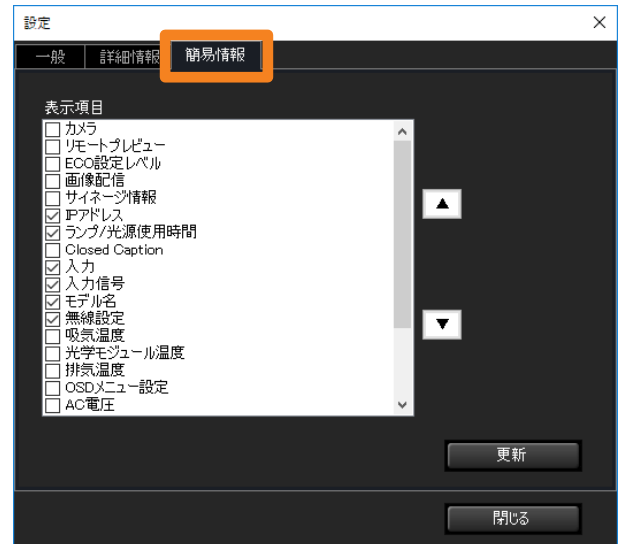 設定
一般 詳細情報 簡易情報
表示項目
カメラ
リモートプレビュー
ECO設定レベル
画像配信
サイネージ情報
IPアドレス
ランプ/光源使用時間
Closed Caption
入力
入力信号
モデル名
無線設定
吸気温度
光学モジュール温度
排気温度
OSDメニュー設定
AC電圧
更新
閉じる